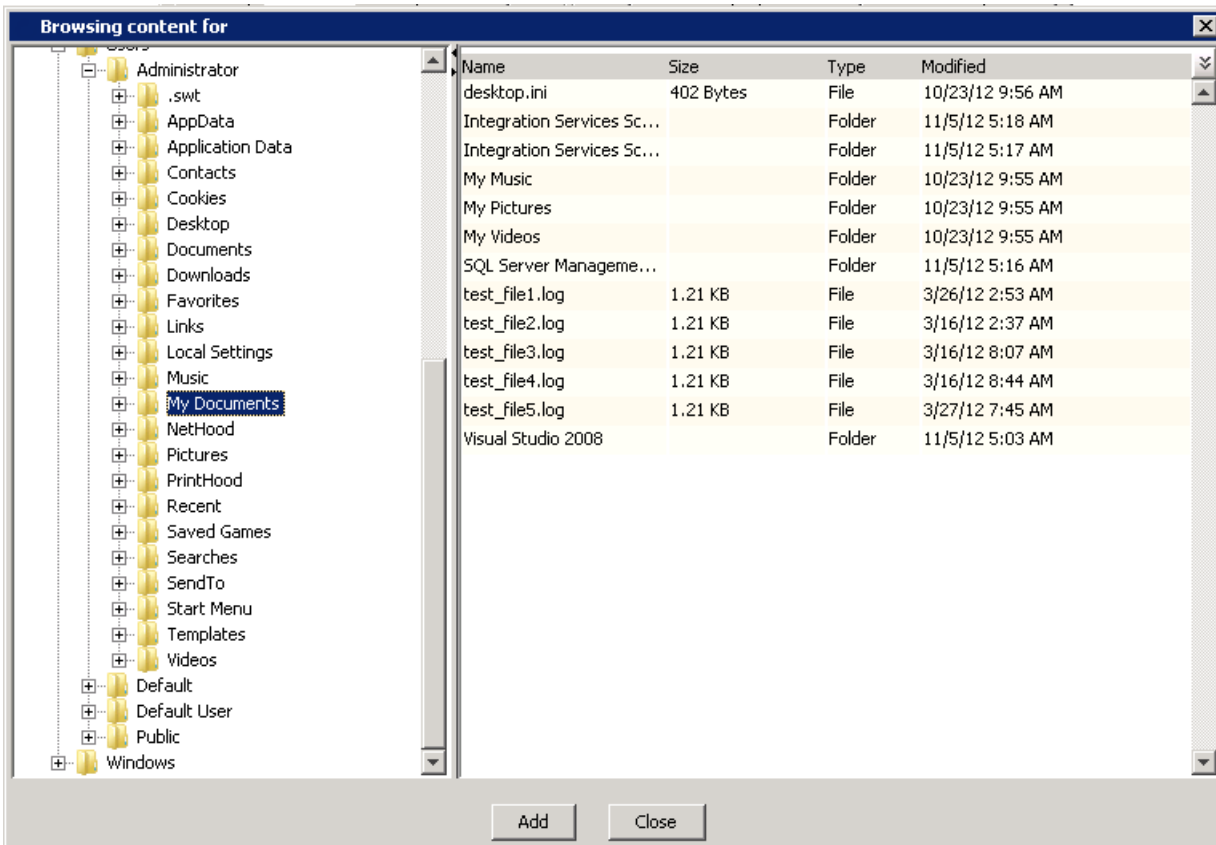 Browsing content for
Users
Administrator
.swt
AppData
Application Data
Contacts
Cookies
Desktop
Documents
Downloads
Favorites
Links
Local Settings
Music
My Documents
NetHood
Pictures
PrintHood
Recent
Saved Games
Searches
SendTo
Start Menu
Templates
Videos
Default
Default User
Public
Windows
Name Size Type Modified
desktop.ini 402 Bytes File 10/23/12 9:56 AM
Integration Services Sc... Folder 11/5/12 5:18 AM
Integration Services Sc... Folder 11/5/12 5:17 AM
My Music Folder 10/23/12 9:55 AM
My Pictures Folder 10/23/12 9:55 AM
My Videos Folder 10/23/12 9:55 AM
SQL Server Manageme... Folder 11/5/12 5:16 AM
test_file1.log 1.21 KB File 3/26/12 2:53 AM
test_file2.log 1.21 KB File 3/16/12 2:37 AM
test_file3.log 1.21 KB File 3/16/12 8:07 AM
test_file4.log 1.21 KB File 3/16/12 8:44 AM
test_file5.log 1.21 KB File 3/27/12 7:45 AM
Visual Studio 2008 Folder 11/5/12 5:03 AM
Add Close